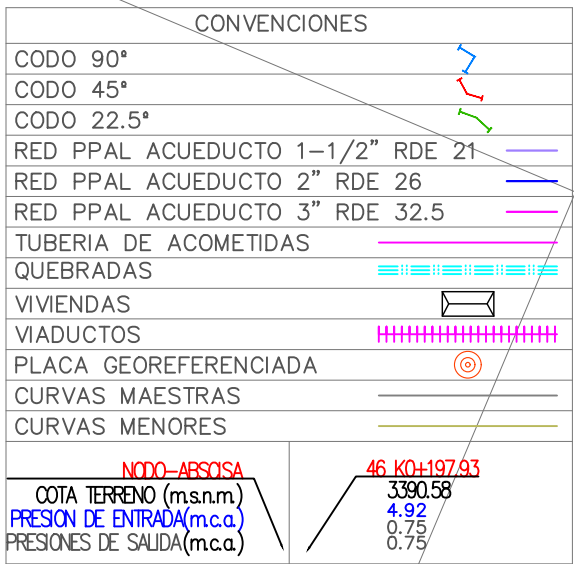 CONVENCIONES
CODO 90°
CODO 45°
CODO 22.5°
RED PPAL ACUEDUCTO 1-1/2" RDE 21
RED PPAL ACUEDUCTO 2" RDE 26
RED PPAL ACUEDUCTO 3" RDE 32.5
TUBERIA DE ACOMETIDAS
QUEBRADAS
VIVIENDAS
VIADUCTOS
PLACA GEOREFERENCIADA
CURVAS MAESTRAS
CURVAS MENORES
NODO-ABSCISA 46 K0+197.93
COTA TERRENO (m.s.n.m.) 3390.58
PRESION DE ENTRADA(m.c.a.) 4.92
PRESIONES DE SALIDA(m.c.a.) 0.75
0.75